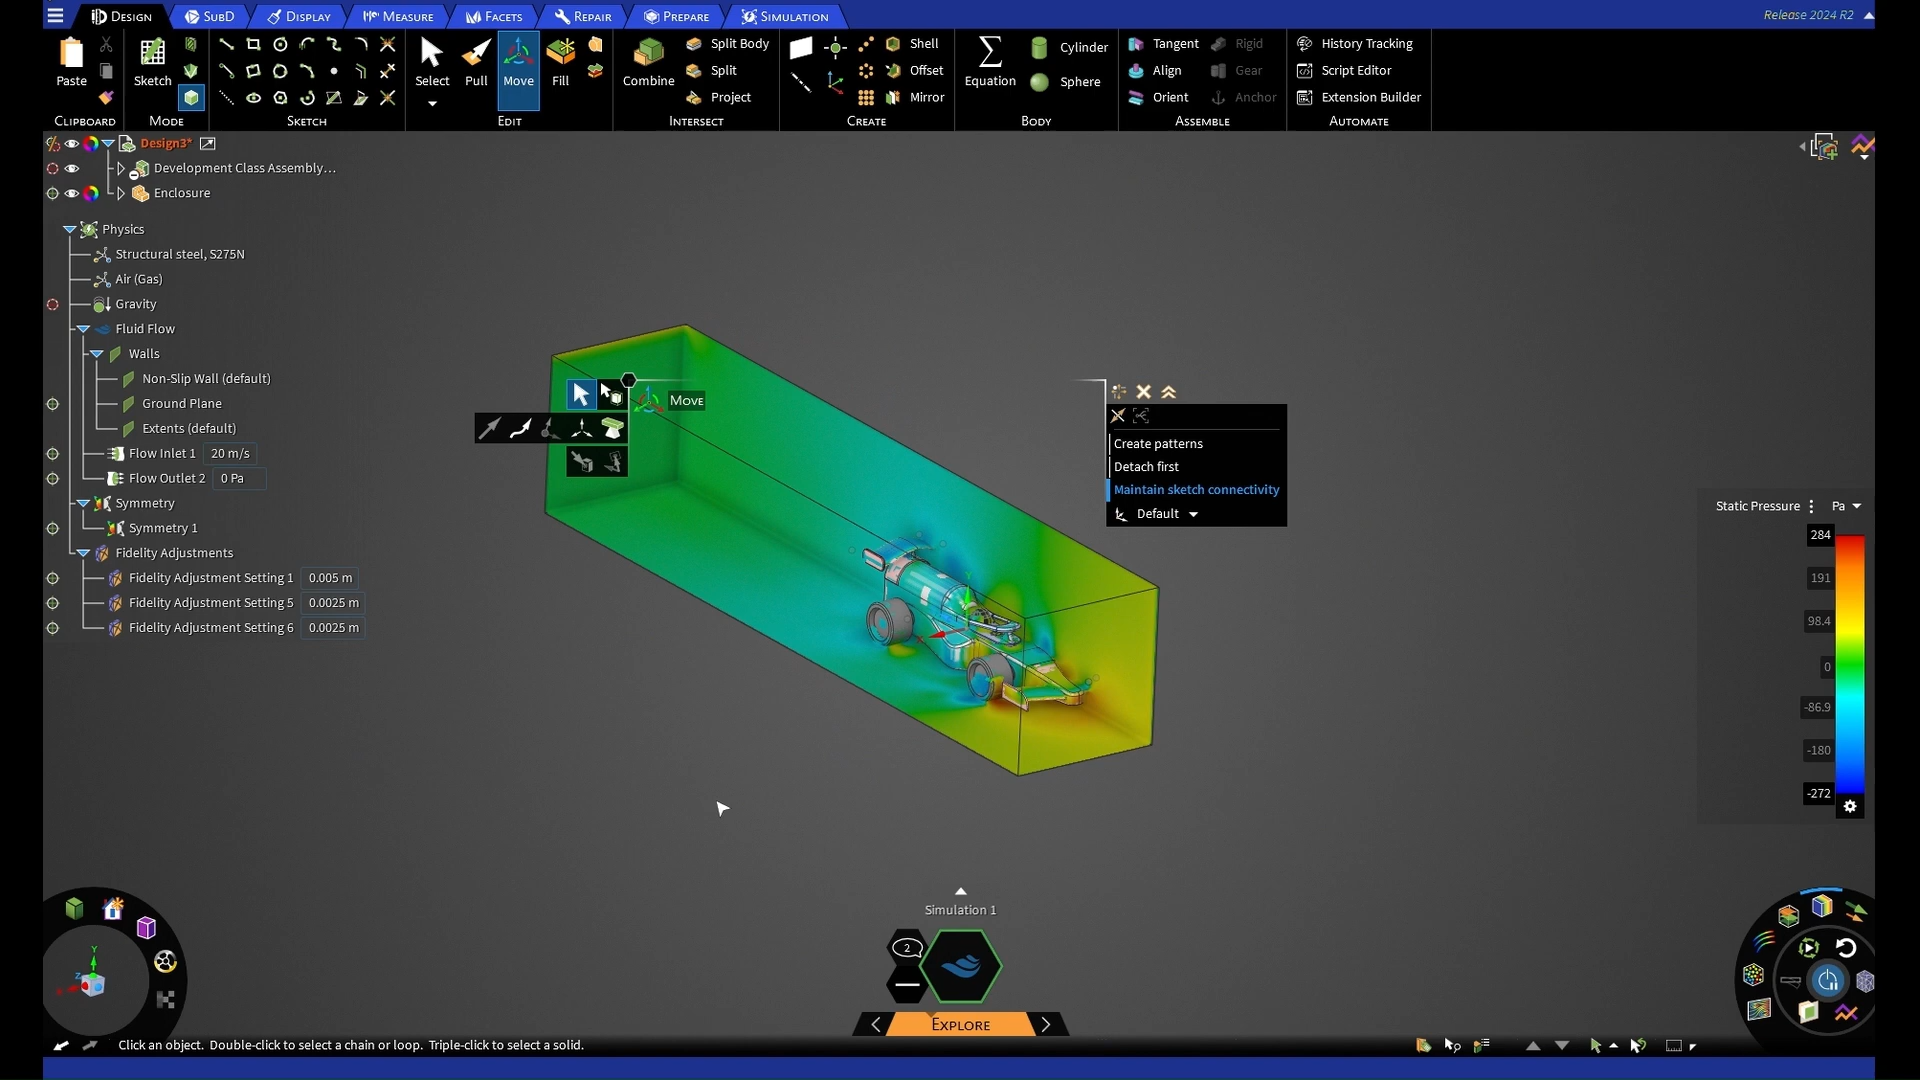 Design SubD Display Measure Facets Repair Prepare Simulation Release 2024 R2
Paste
Clipboard
Sketch
Mode
Sketch
Select Pull Move Fill
Edit
Combine
Split Body
Split
Project
Intersect
Shell
Offset
Mirror
Create
Equation
Cylinder
Sphere
Body
Tangent Rigid
Align Gear
Orient Anchor
Assemble
History Tracking
Script Editor
Extension Builder
Automate
Design3*
Development Class Assembly…
Enclosure
Physics
Structural steel, S275N
Air (Gas)
Gravity
Fluid Flow
Walls
Non-Slip Wall (default)
Ground Plane
Extents (default)
Flow Inlet 1 20 m/s
Flow Outlet 2 0 Pa
Symmetry
Symmetry 1
Fidelity Adjustments
Fidelity Adjustment Setting 1 0.005 m
Fidelity Adjustment Setting 5 0.0025 m
Fidelity Adjustment Setting 6 0.0025 m
Move
Create patterns
Detach first
Maintain sketch connectivity
Default
Static Pressure Pa
284
191
98.4
0
-86.9
-180
-272
Y
Z
Y
Simulation 1
2
Explore
Click an object. Double-click to select a chain or loop. Triple-click to select a solid.